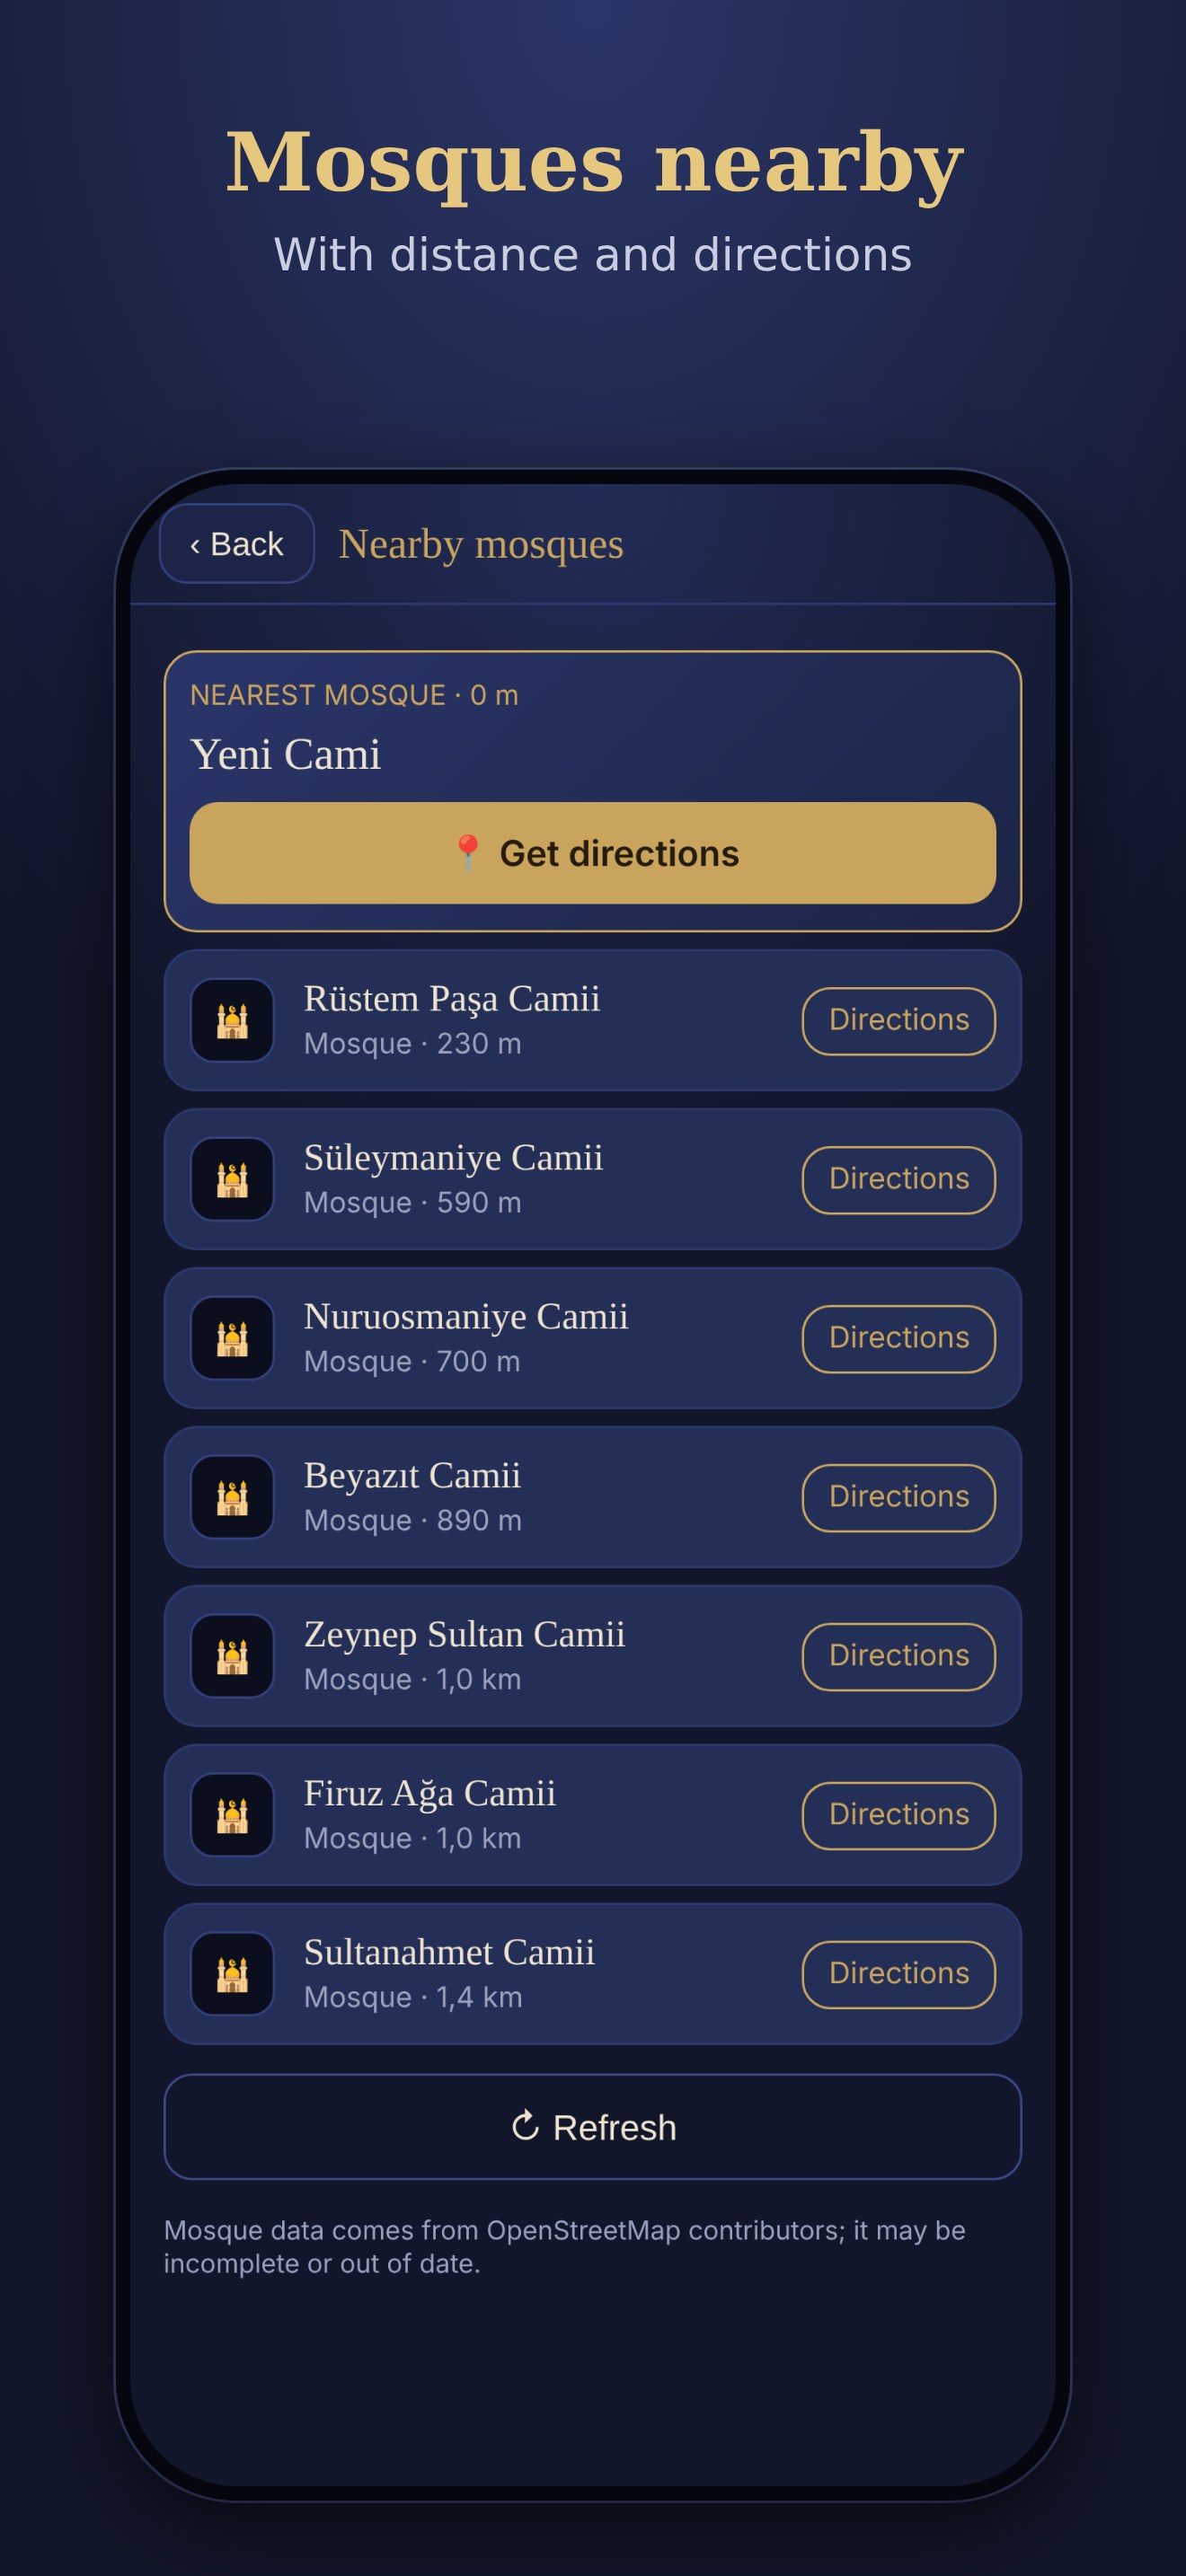 Mosques nearby
With distance and directions
‹ Back
Nearby mosques
NEAREST MOSQUE · 0 m
Yeni Cami
📍 Get directions
Rüstem Paşa Camii
Mosque · 230 m
Directions
Süleymaniye Camii
Mosque · 590 m
Directions
Nuruosmaniye Camii
Mosque · 700 m
Directions
Beyazıt Camii
Mosque · 890 m
Directions
Zeynep Sultan Camii
Mosque · 1,0 km
Directions
Firuz Ağa Camii
Mosque · 1,0 km
Directions
Sultanahmet Camii
Mosque · 1,4 km
Directions
↻ Refresh
Mosque data comes from OpenStreetMap contributors; it may be
incomplete or out of date.